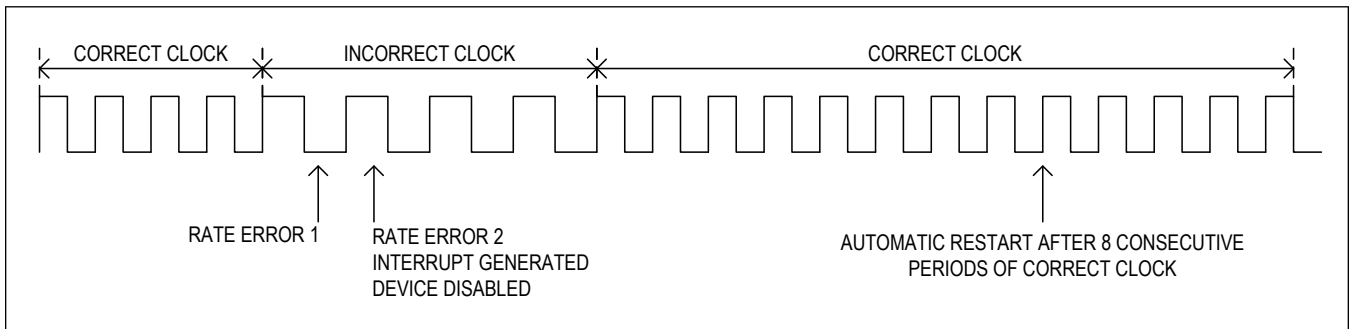 CORRECT CLOCK
INCORRECT CLOCK
CORRECT CLOCK
RATE ERROR 1
RATE ERROR 2
INTERRUPT GENERATED
DEVICE DISABLED
AUTOMATIC RESTART AFTER 8 CONSECUTIVE
PERIODS OF CORRECT CLOCK